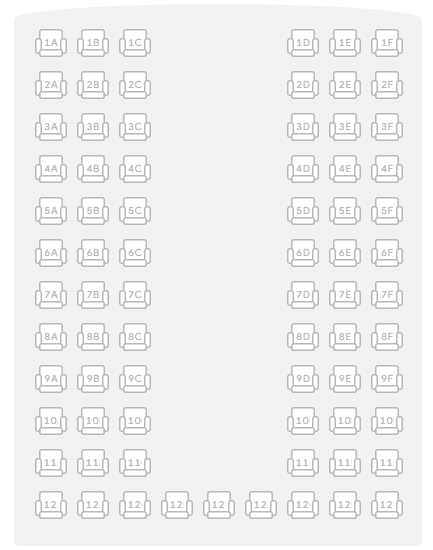 1A 1B 1C 1D 1E 1F
2A 2B 2C 2D 2E 2F
3A 3B 3C 3D 3E 3F
4A 4B 4C 4D 4E 4F
5A 5B 5C 5D 5E 5F
6A 6B 6C 6D 6E 6F
7A 7B 7C 7D 7E 7F
8A 8B 8C 8D 8E 8F
9A 9B 9C 9D 9E 9F
10 10 10 10 10 10
11 11 11 11 11 11
12 12 12 12 12 12 12 12 12